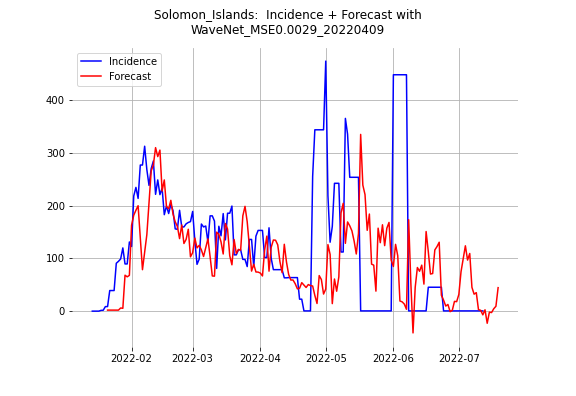 Solomon_Islands:  Incidence + Forecast with
WaveNet_MSE0.0029_20220409
Incidence
Forecast
400
300
200
100
0
2022-02
2022-03
2022-04
2022-05
2022-06
2022-07